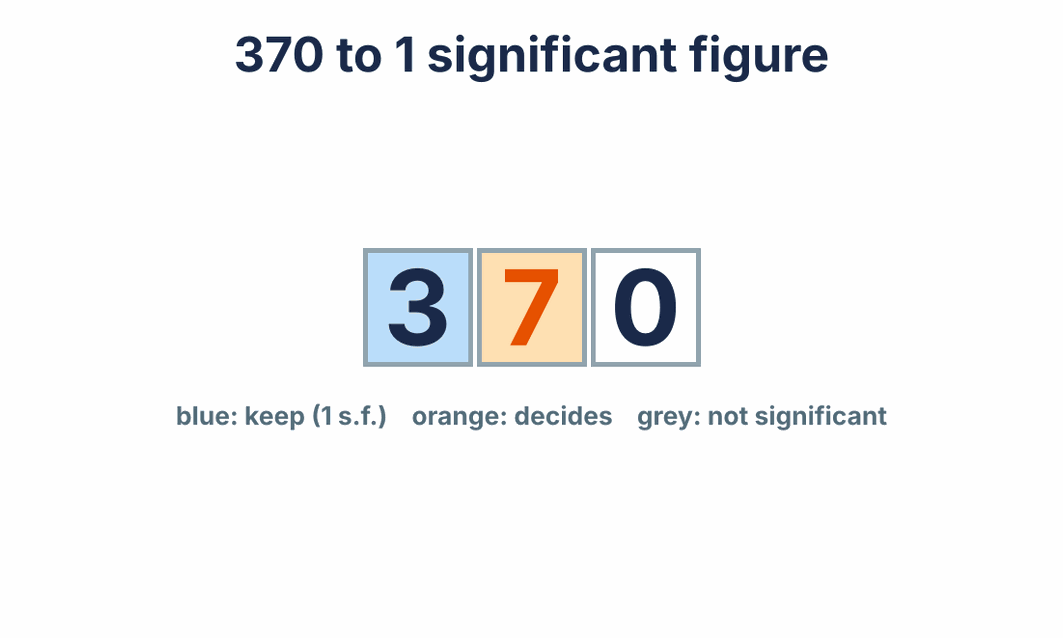 370 to 1 significant figure
3 7 0
blue: keep (1 s.f.) orange: decides grey: not significant